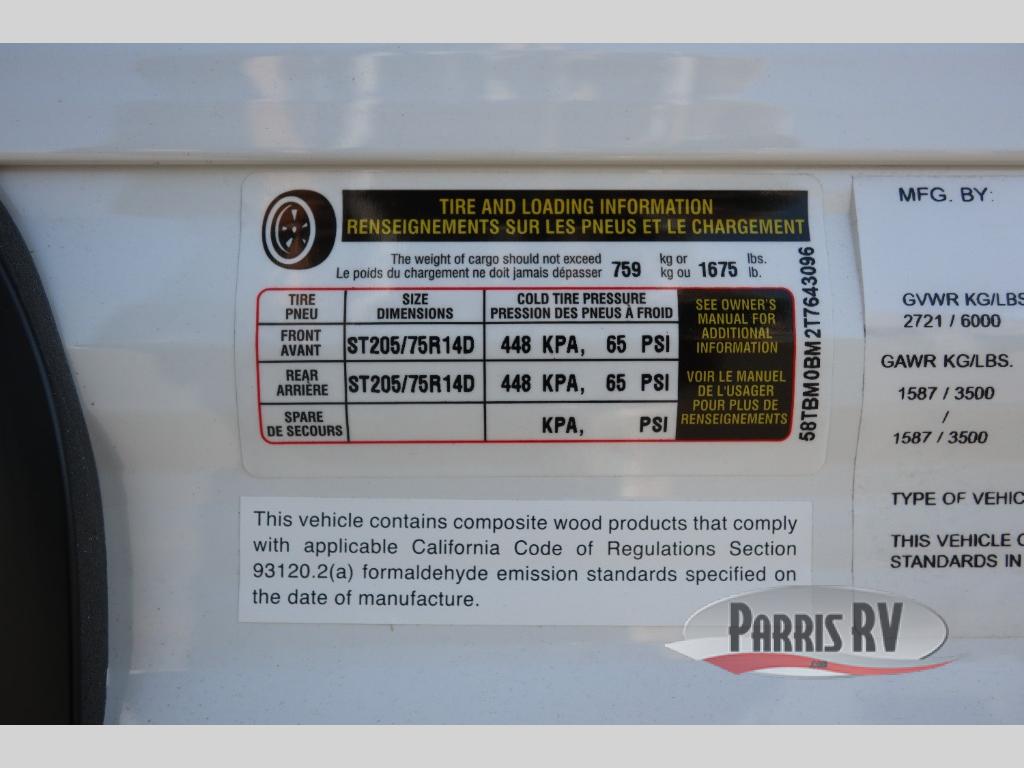 TIRE AND LOADING INFORMATION
RENSEIGNEMENTS SUR LES PNEUS ET LE CHARGEMENT
The weight of cargo should not exceed 759 kg or 1675 lbs.
Le poids du chargement ne doit jamais dépasser kg ou lb.
TIRE PNEU
SIZE DIMENSIONS
COLD TIRE PRESSURE
PRESSION DES PNEUS À FROID
FRONT AVANT
ST205/75R14D
448 KPA, 65 PSI
REAR ARRIÈRE
ST205/75R14D
448 KPA, 65 PSI
SPARE
DE SECOURS
KPA, PSI
SEE OWNER'S
MANUAL FOR
ADDITIONAL
INFORMATION
VOIR LE MANUEL
DE L'USAGER
POUR PLUS DE
RENSEIGNEMENTS
58TBM0BM2T7643096
MFG. BY:
GVWR KG/LBS
2721 / 6000
GAWR KG/LBS.
1587 / 3500
/
1587 / 3500
TYPE OF VEHIC
THIS VEHICLE C
STANDARDS IN
This vehicle contains composite wood products that comply
with applicable California Code of Regulations Section
93120.2(a) formaldehyde emission standards specified on
the date of manufacture.
PARRIS RV
.com